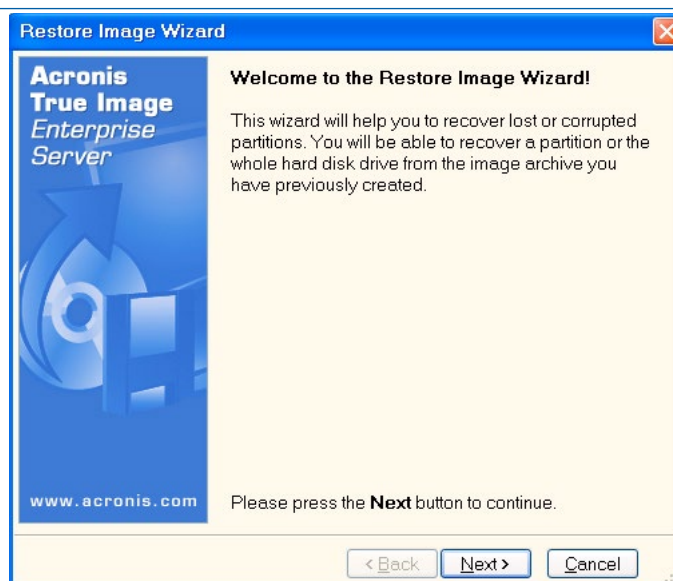 Restore Image Wizard
Acronis
True Image
Enterprise
Server
Welcome to the Restore Image Wizard!
This wizard will help you to recover lost or corrupted
partitions. You will be able to recover a partition or the
whole hard disk drive from the image archive you
have previously created.
www.acronis.com
Please press the Next button to continue.
< Back Next > Cancel